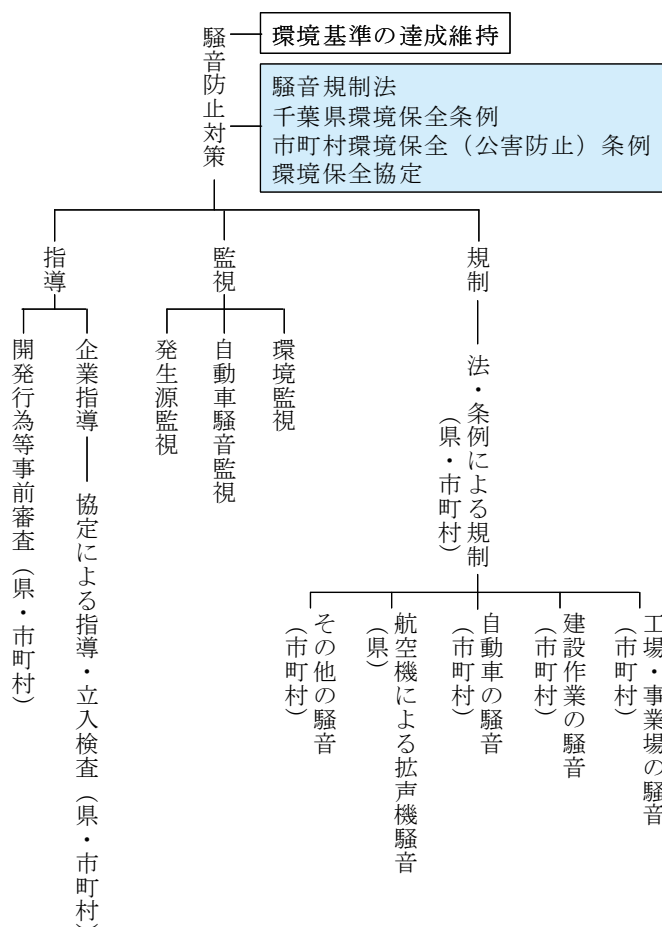 騒音防止対策
環境基準の達成維持
騒音規制法
千葉県環境保全条例
市町村環境保全（公害防止）条例
環境保全協定
規制
法・条例による規制
（県・市町村）
工場・事業場の騒音
（市町村）
建設作業の騒音
（市町村）
自動車の騒音
（市町村）
航空機による拡声機騒音
（県）
その他の騒音
（市町村）
監視
環境監視
自動車騒音監視
発生源監視
指導
企業指導
協定による指導・立入検査（県・市町村）
開発行為等事前審査（県・市町村）